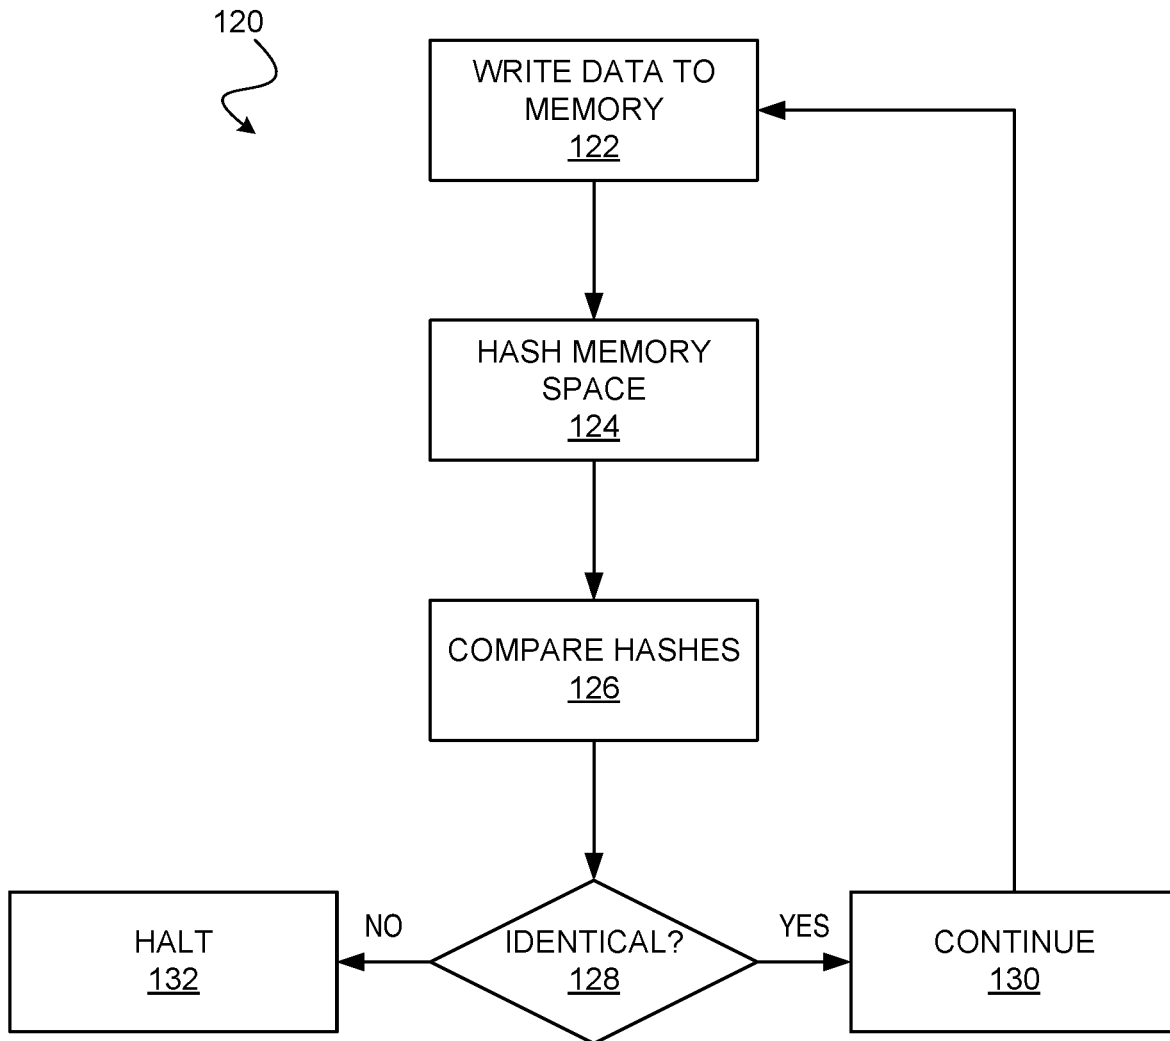 120
WRITE DATA TO
MEMORY
122
HASH MEMORY
SPACE
124
COMPARE HASHES
126
NO
YES
HALT
132
IDENTICAL?
128
CONTINUE
130